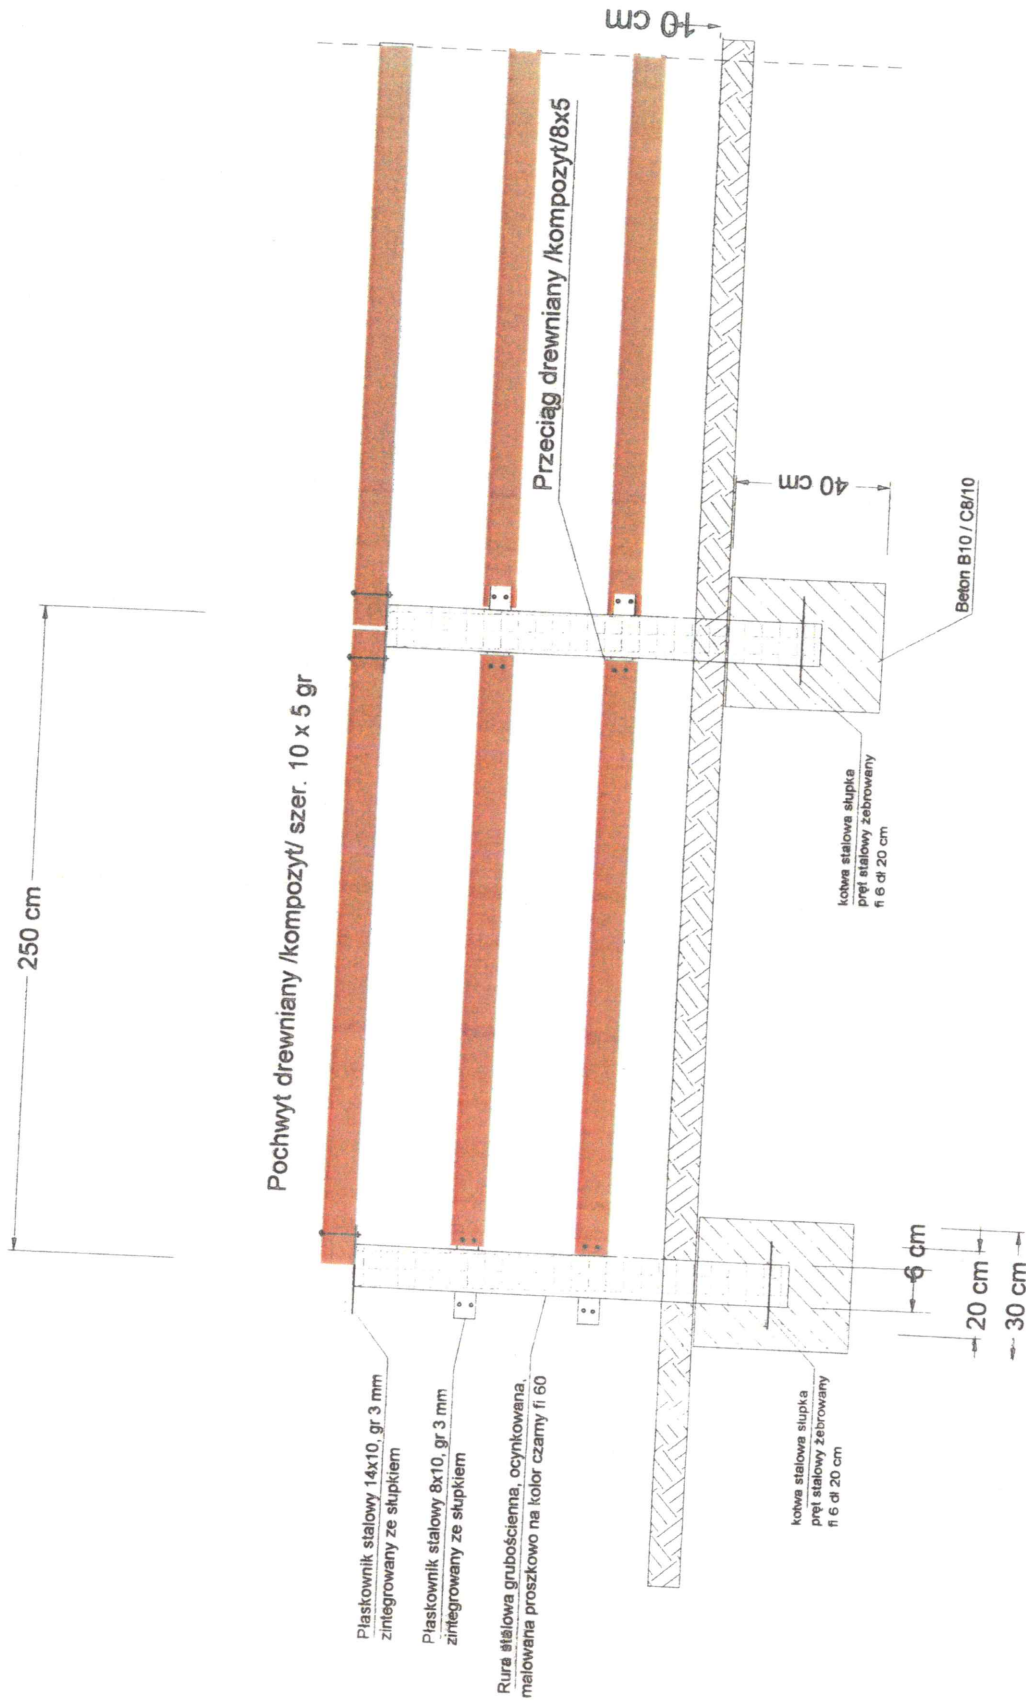 250 cm
Pochwyt drewniany /kompozyt/ szer. 10 x 5 gr
Płaskownik stalowy 14x10, gr 3 mm
zintegrowany ze słupkiem
Płaskownik stalowy 8x10, gr 3 mm
zintegrowany ze słupkiem
Rura stalowa grubościenna, ocynkowana,
malowana proszkowo na kolor czarny fi 60
Przeciąg drewniany /kompozyt/8x5
10 cm
40 cm
Beton B10 / C8/10
kotwa stalowa słupka
pręt stalowy żebrowany
fi 6 dł 20 cm
kotwa stalowa słupka
pręt stalowy żebrowany
fi 6 dł 20 cm
6 cm
20 cm
30 cm